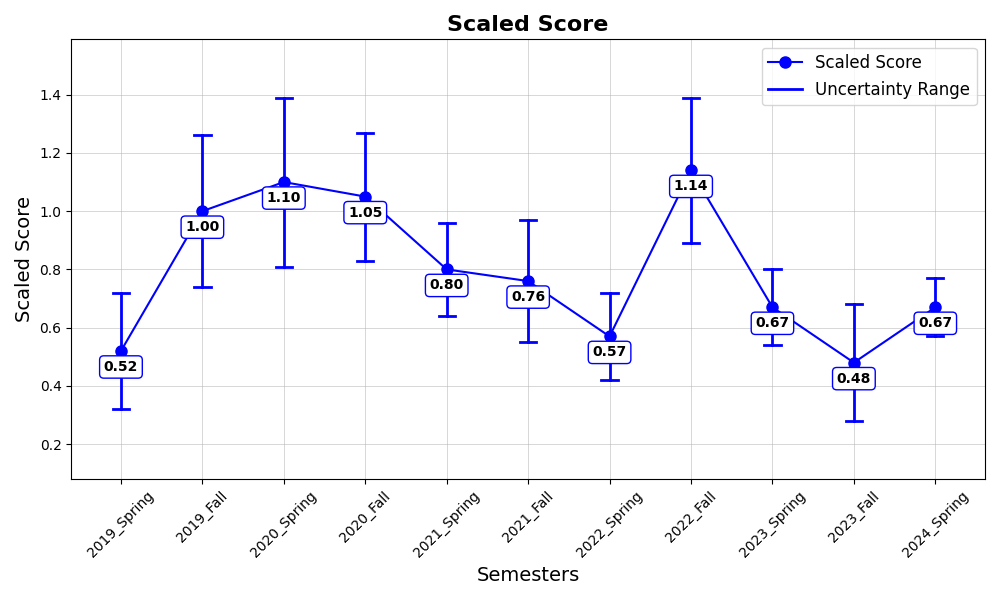 Scaled Score
Scaled Score
Uncertainty Range
Scaled Score
1.4
1.2
1.0
0.8
0.6
0.4
0.2
0.52
1.00
1.10
1.05
0.80
0.76
0.57
1.14
0.67
0.48
0.67
2019_Spring
2019_Fall
2020_Spring
2020_Fall
2021_Spring
2021_Fall
2022_Spring
2022_Fall
2023_Spring
2023_Fall
2024_Spring
Semesters